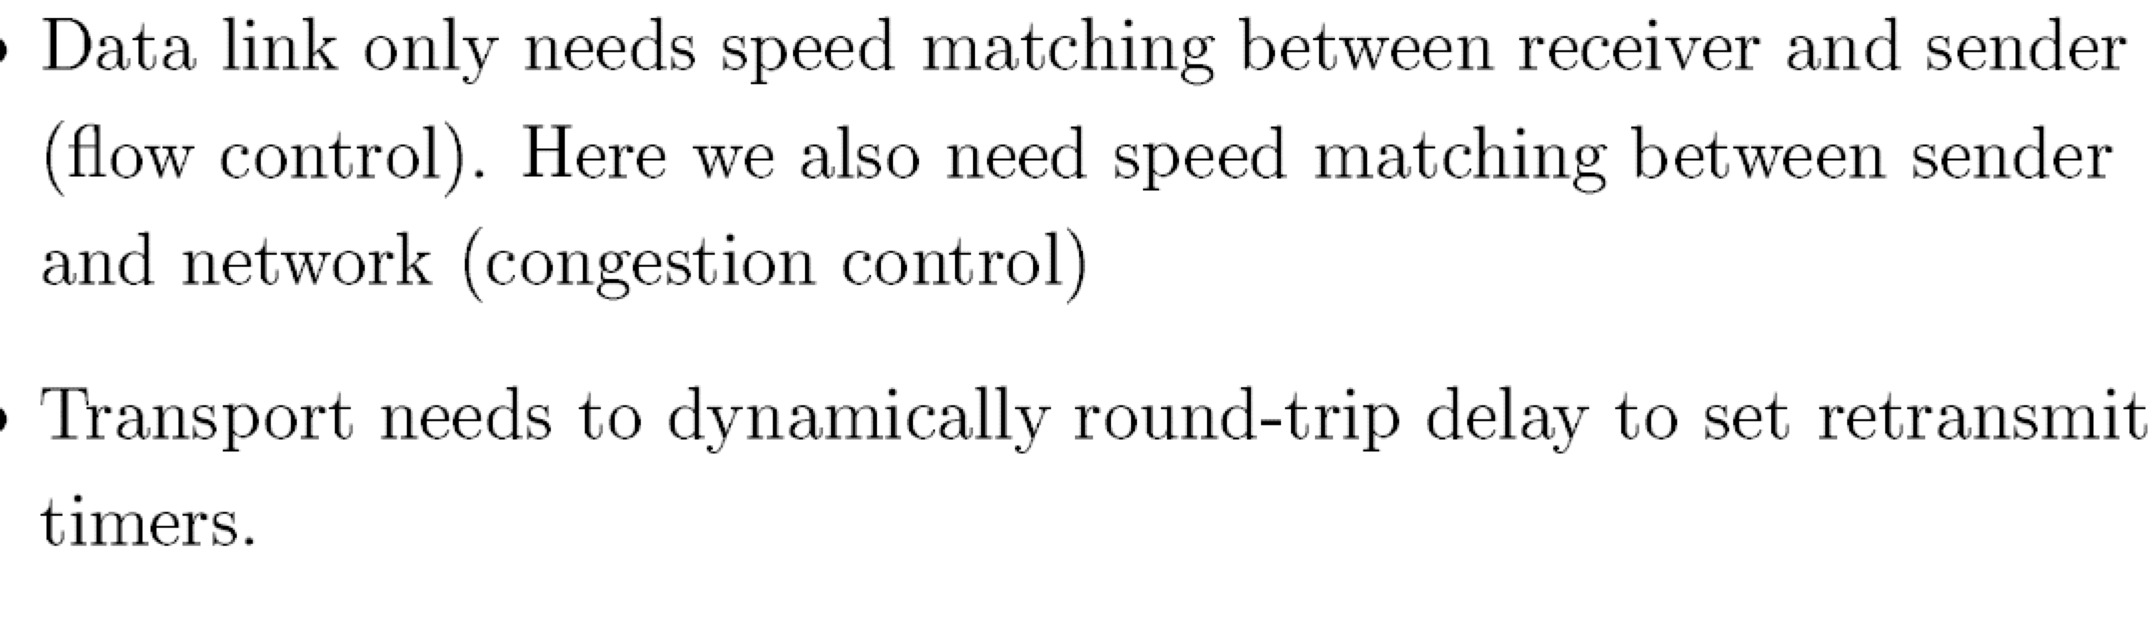 • Data link only needs speed matching between receiver and sender
(flow control). Here we also need speed matching between sender
and network (congestion control)
• Transport needs to dynamically round-trip delay to set retransmit
timers.